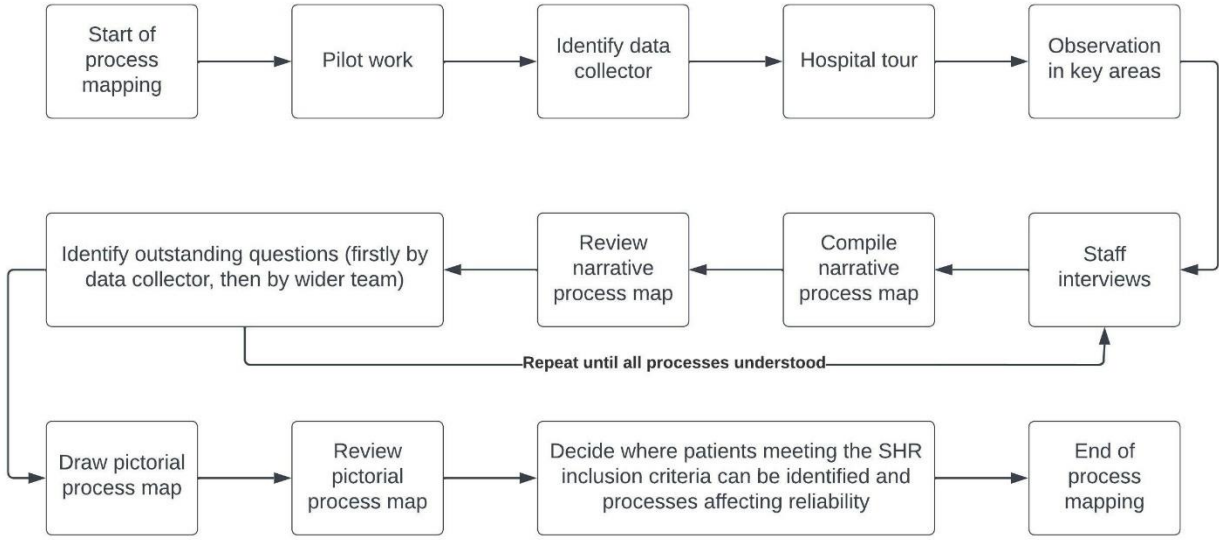 Start of
process
mapping
Pilot work
Identify data
collector
Hospital tour
Observation
in key areas
Identify outstanding questions (firstly by
data collector, then by wider team)
Review
narrative
process map
Compile
narrative
process map
Staff
interviews
Repeat until all processes understood
Draw pictorial
process map
Review
pictorial
process map
Decide where patients meeting the SHR
inclusion criteria can be identified and
processes affecting reliability
End of
process
mapping